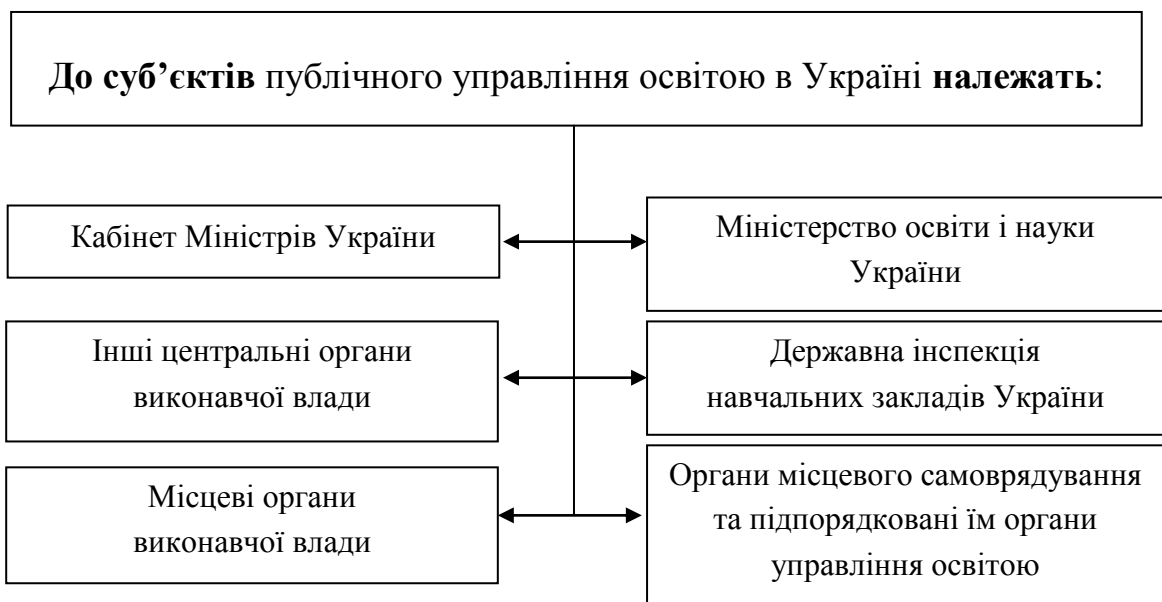 До суб’єктів публічного управління освітою в Україні належать:
Кабінет Міністрів України
Міністерство освіти і науки
України
Інші центральні органи
виконавчої влади
Державна інспекція
навчальних закладів України
Місцеві органи
виконавчої влади
Органи місцевого самоврядування
та підпорядковані їм органи
управління освітою